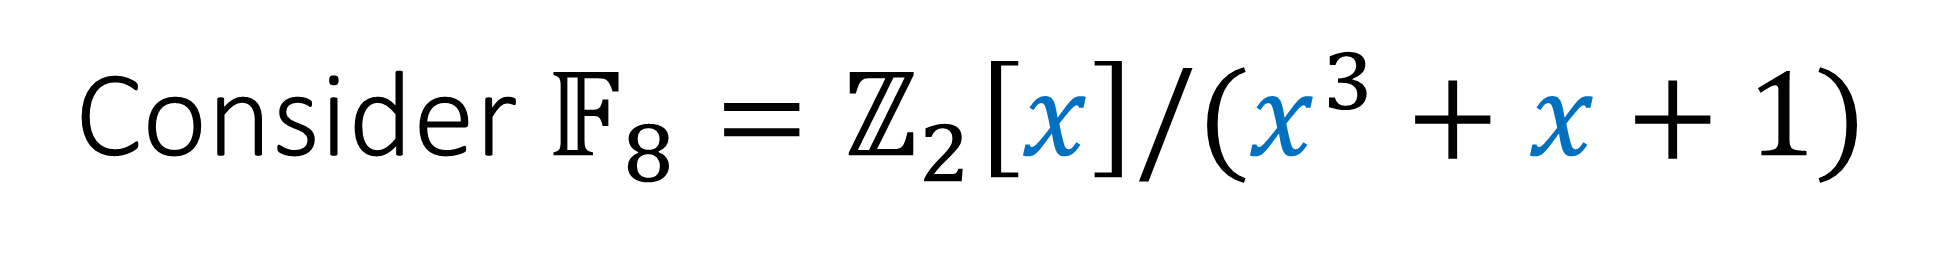 Consider 𝔽₈ = ℤ₂[x]/(x³ + x + 1)